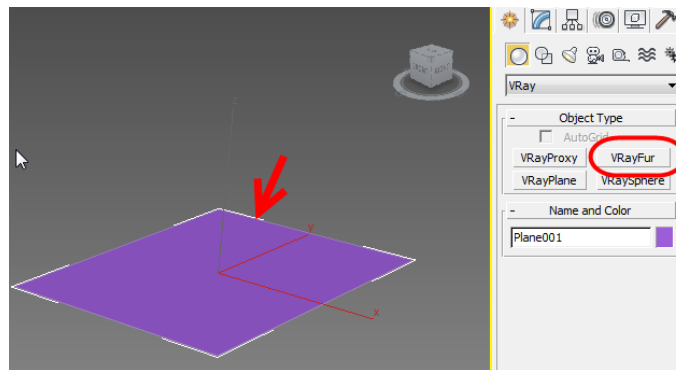 VRay
- Object Type
AutoGrid
VRayProxy VRayFur
VRayPlane VRaySphere
- Name and Color
Plane001
y
x